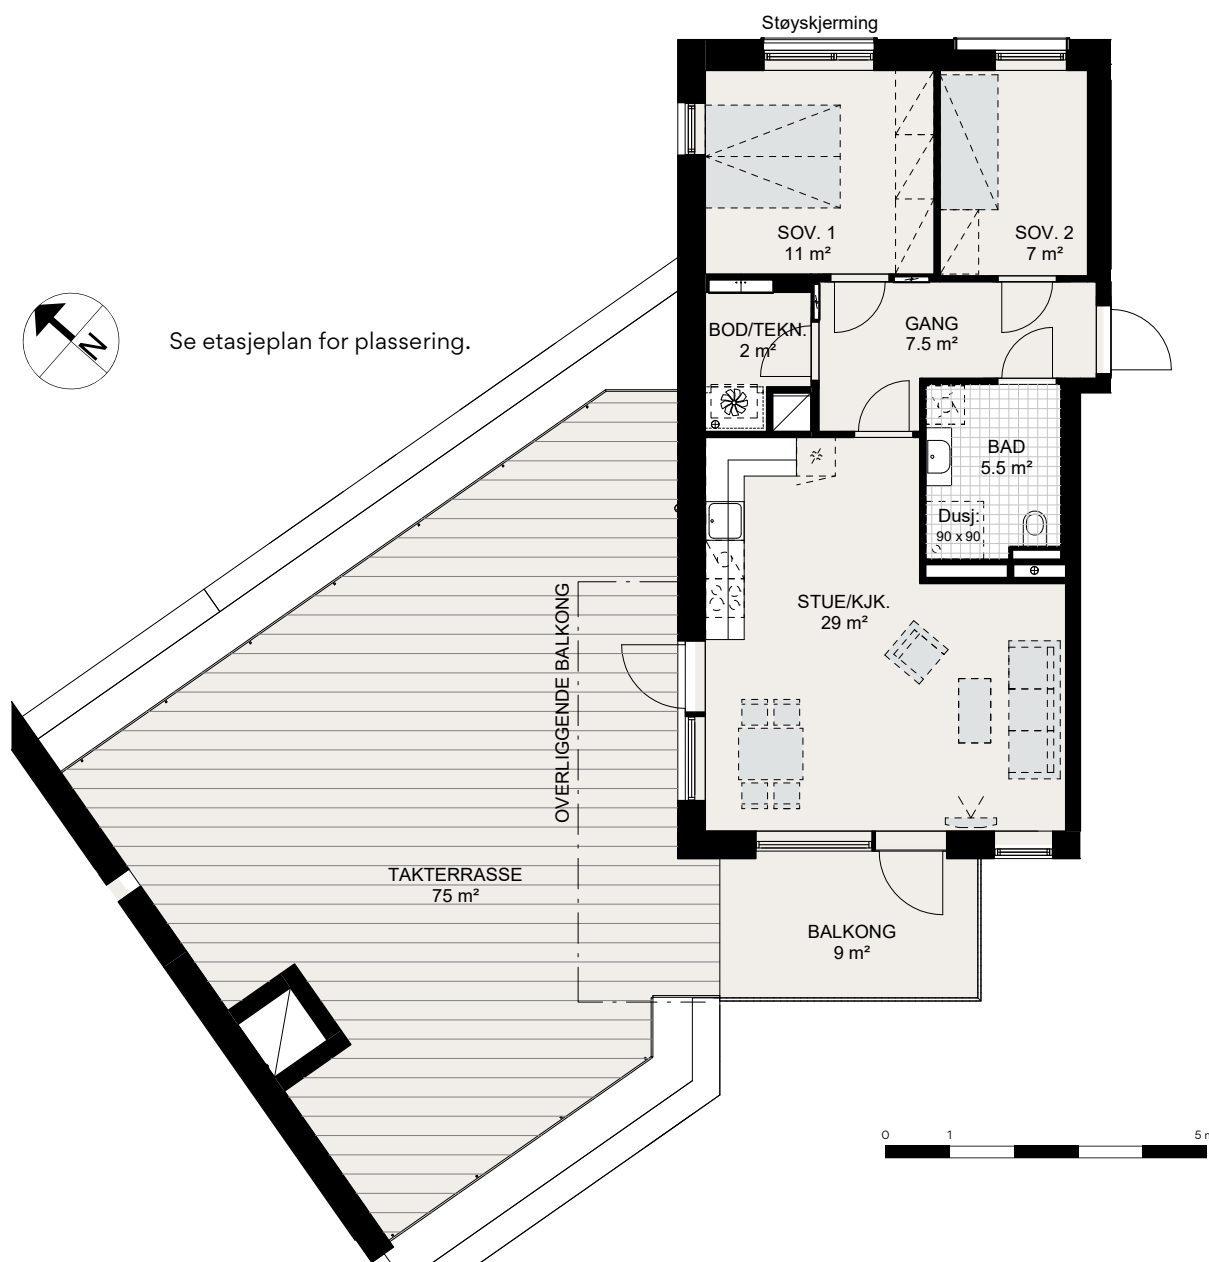 Støyskjerming
SOV. 1
11 m²
SOV. 2
7 m²
N
Se etasjeplan for plassering.
BOD/TEKN.
2 m²
GANG
7.5 m²
BAD
5.5 m²
Dusj:
90 x 90
OVERLIGGENDE BALKONG
STUE/KJK.
29 m²
TAKTERRASSE
75 m²
BALKONG
9 m²
0 1 5 m